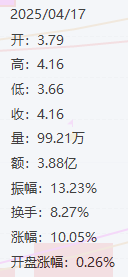 2025/04/17
开：3.79
高：4.16
低：3.66
收：4.16
量：99.21万
额：3.88亿
振幅：13.23%
换手：8.27%
涨幅：10.05%
开盘涨幅：0.26%